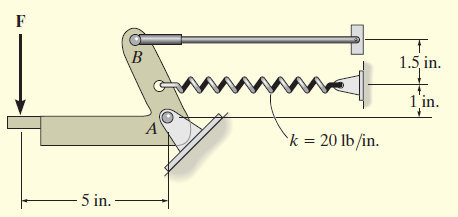 F
B
1.5 in.
1 in.
A
k = 20 lb/in.
5 in.